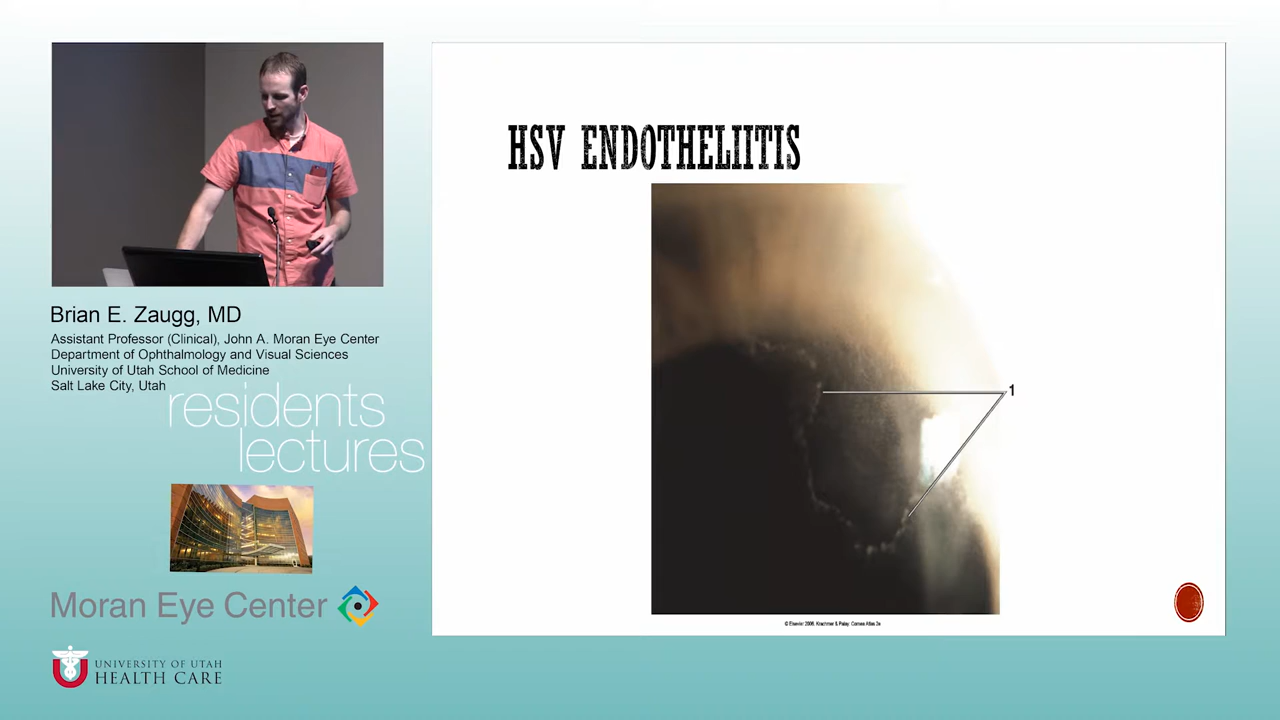 HSV ENDOTHELIITIS
1
© Elsevier 2006. Krachmer & Palay: Cornea Atlas 2e
Brian E. Zaugg, MD
Assistant Professor (Clinical), John A. Moran Eye Center
Department of Ophthalmology and Visual Sciences
University of Utah School of Medicine
Salt Lake City, Utah
residents
lectures
Moran Eye Center
U
UNIVERSITY OF UTAH
HEALTH CARE